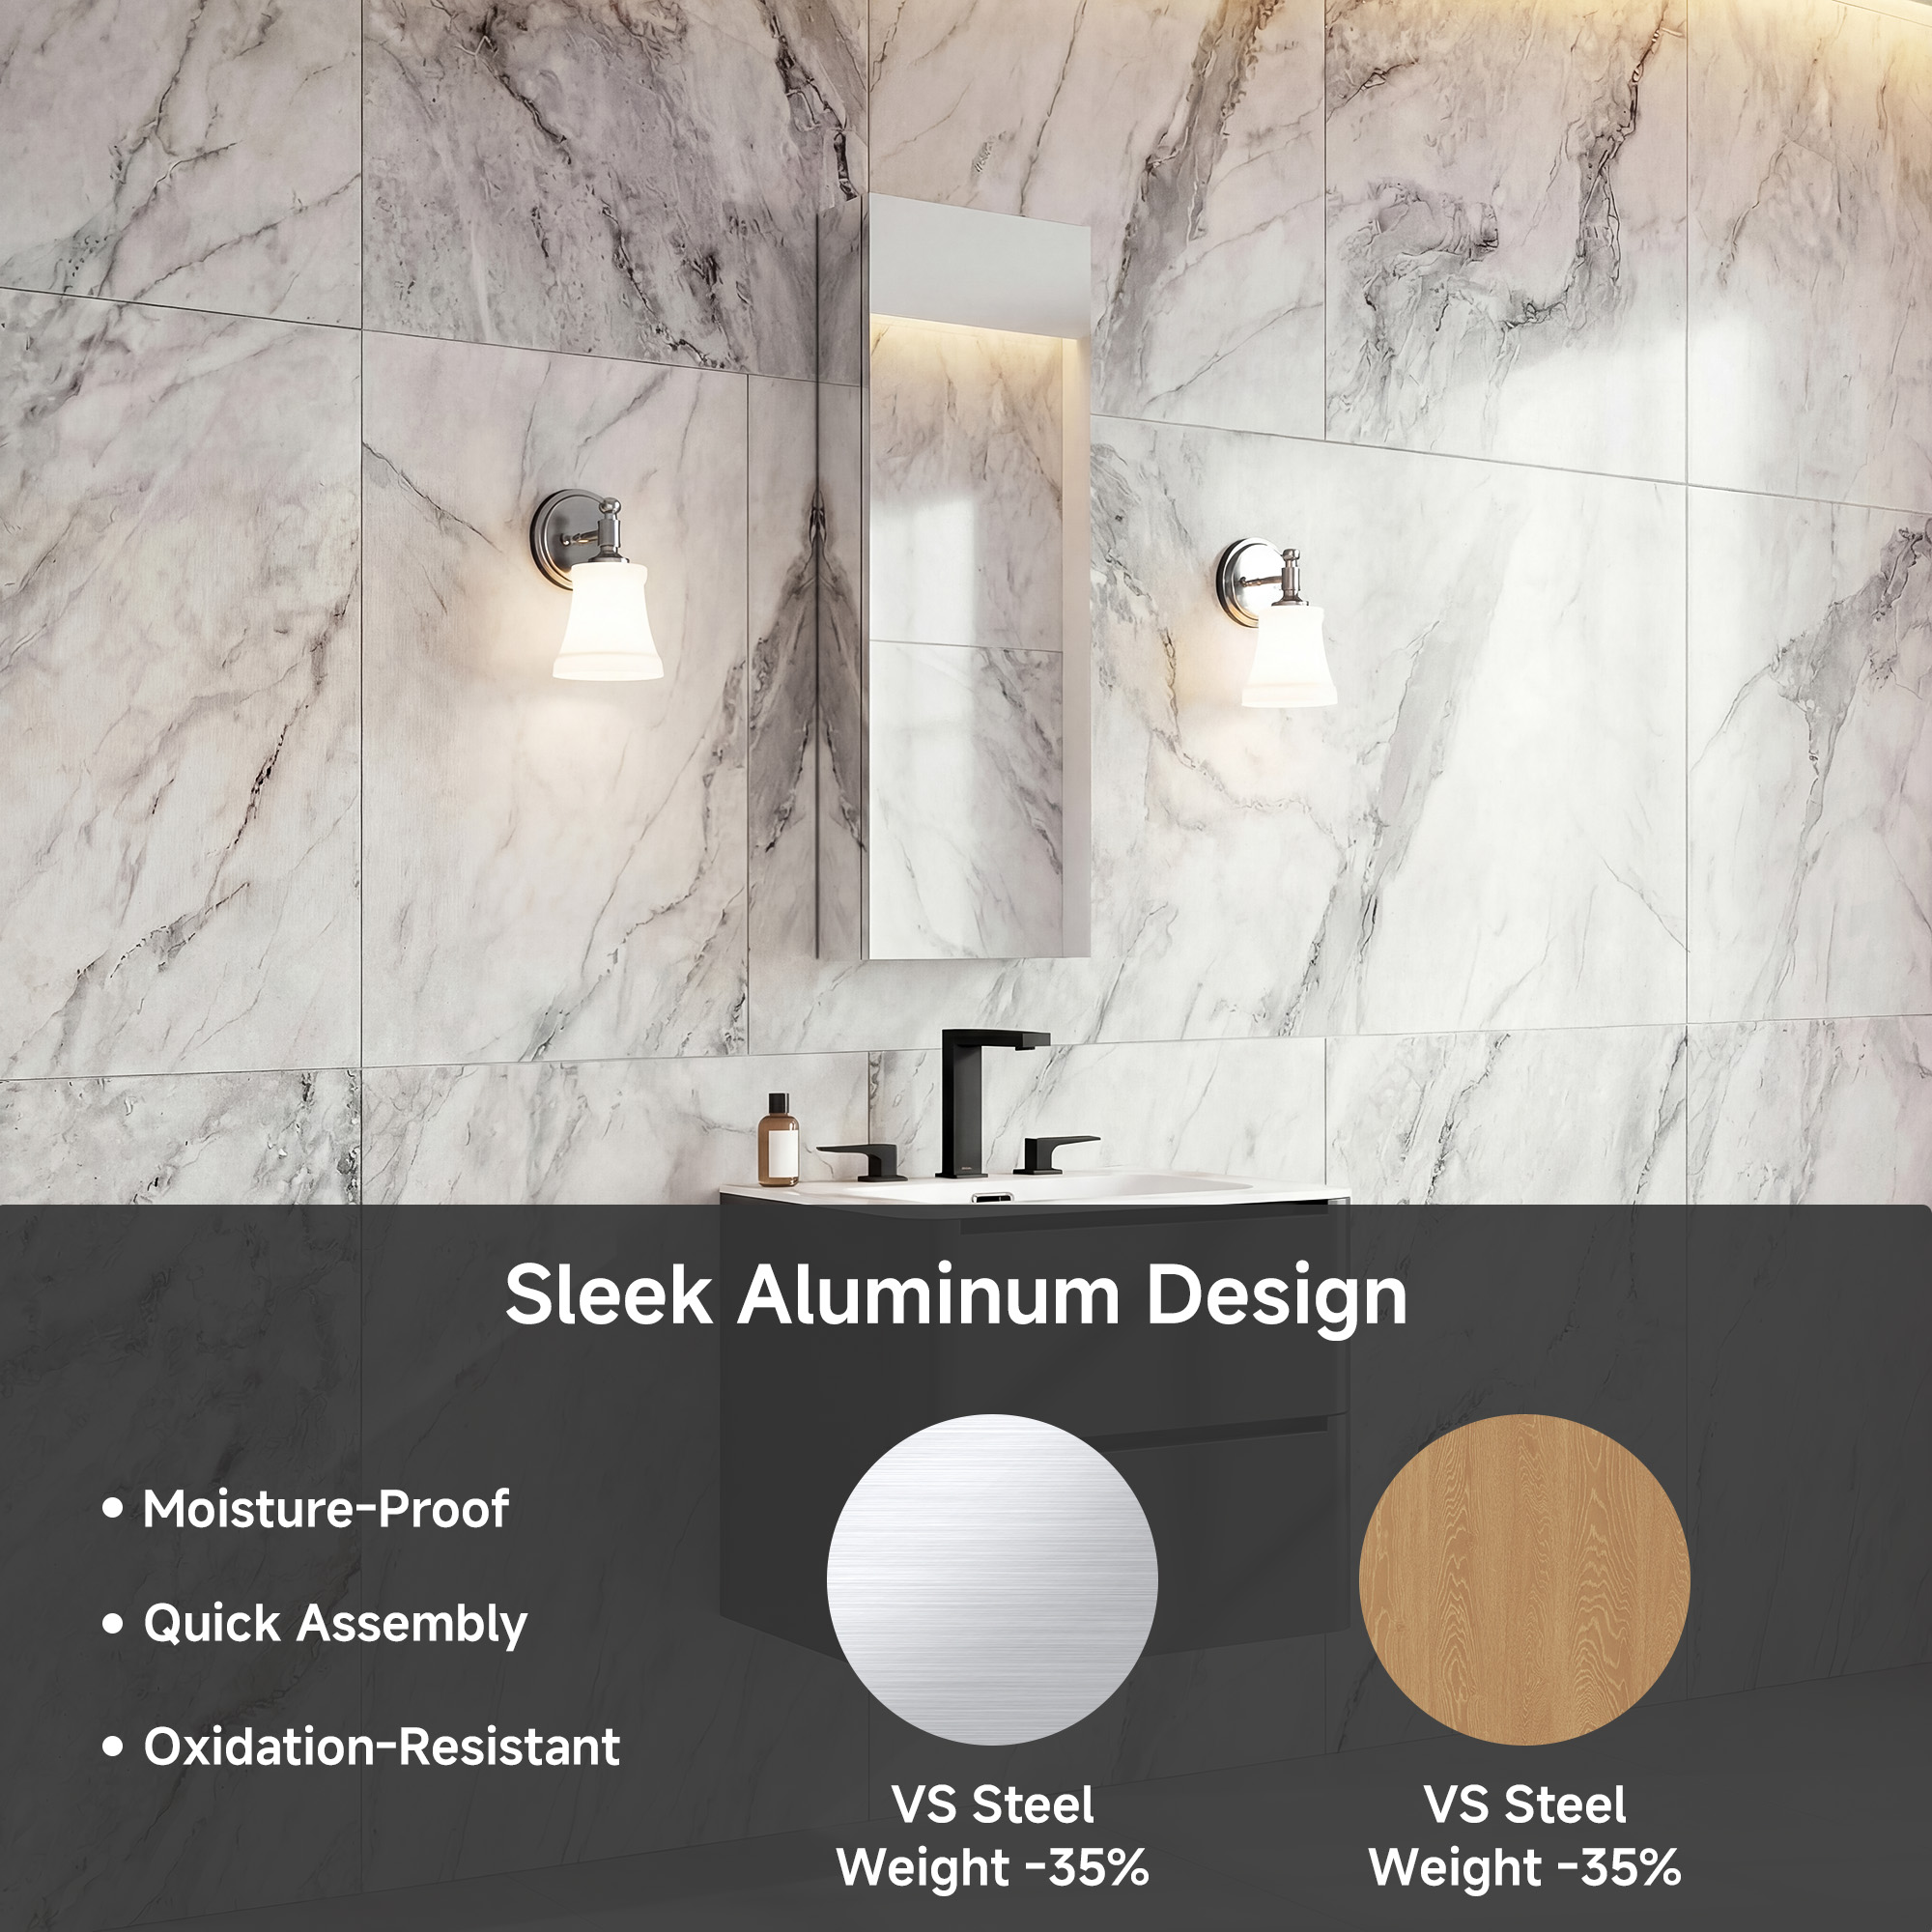 Sleek Aluminum Design
• Moisture-Proof
• Quick Assembly
• Oxidation-Resistant
VS Steel
Weight -35%
VS Steel
Weight -35%